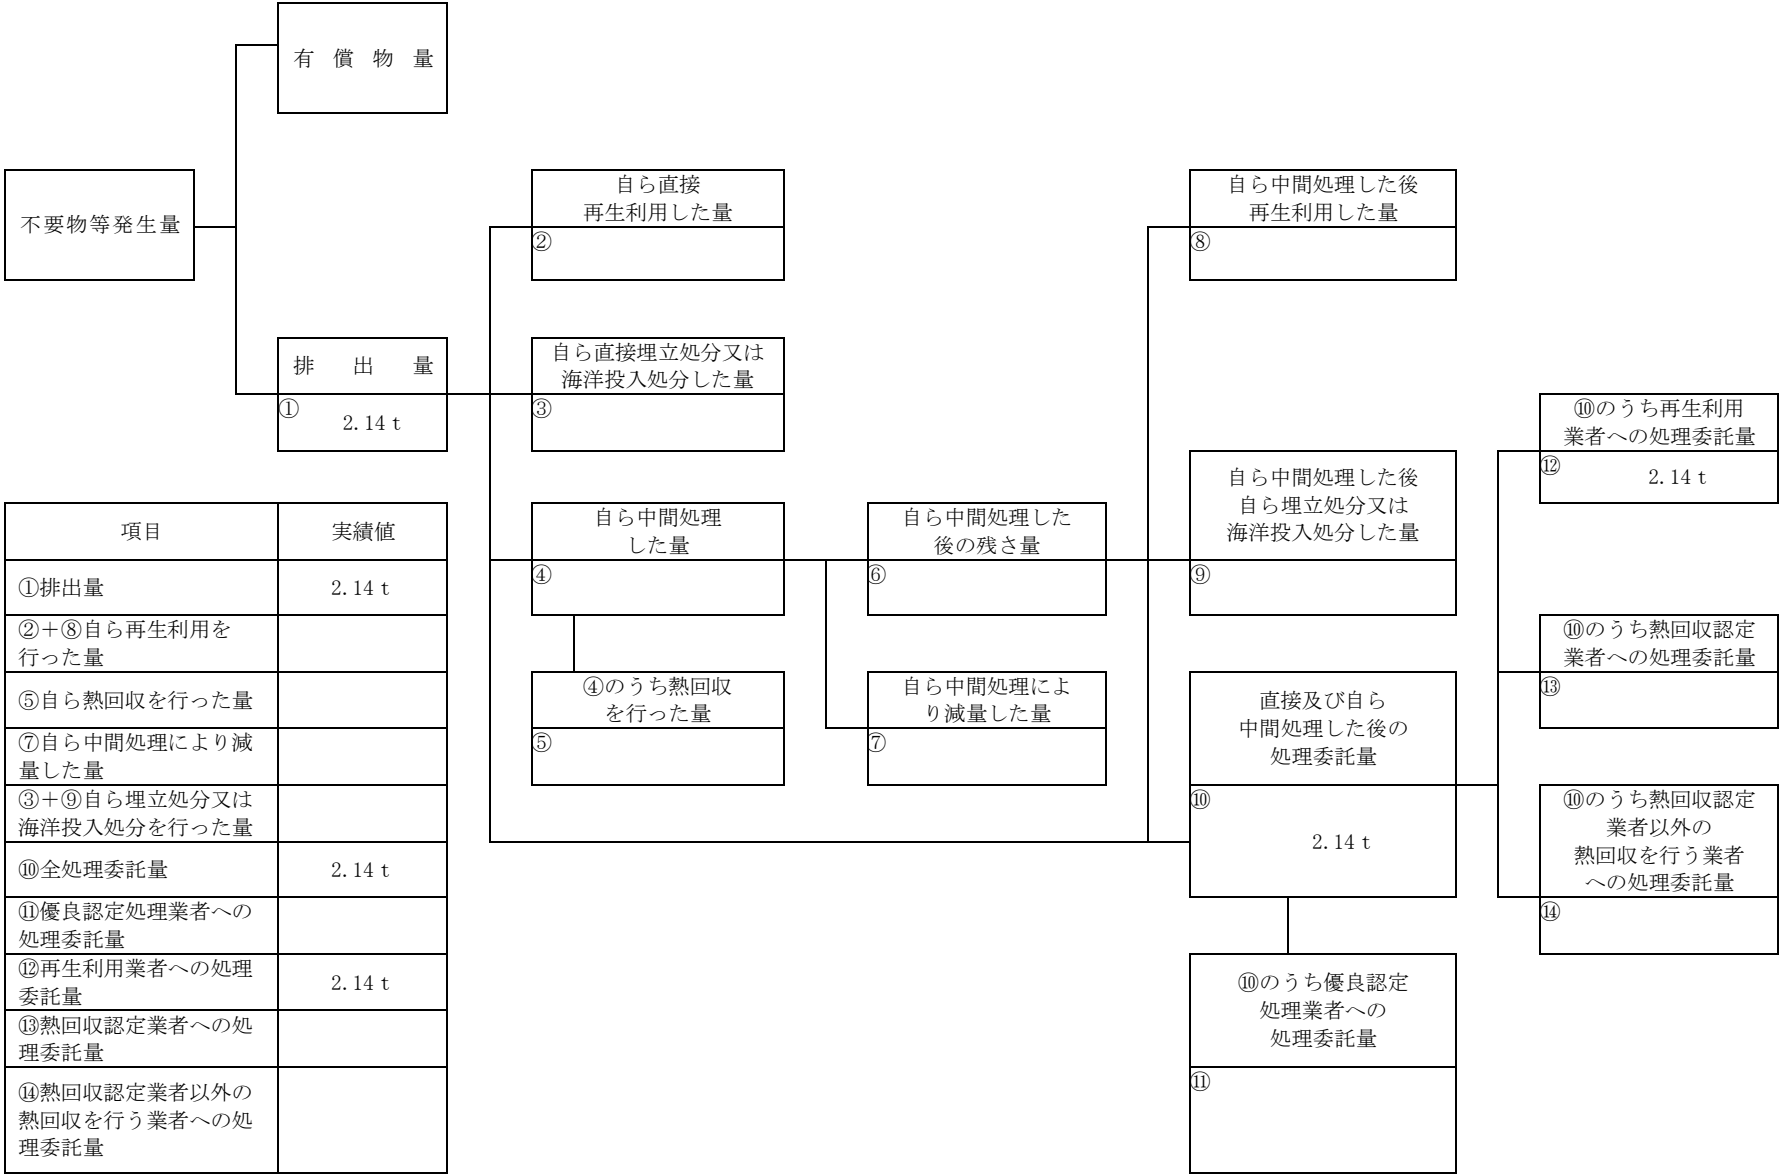 有償物量
不要物等発生量
排出量
①
2.14 t
自ら直接
再生利用した量
②
自ら直接埋立処分又は
海洋投入処分した量
③
自ら中間処理
した量
④
④のうち熱回収
を行った量
⑤
自ら中間処理した
後の残さ量
⑥
自ら中間処理によ
り減量した量
⑦
自ら中間処理した後
再生利用した量
⑧
自ら中間処理した後
自ら埋立処分又は
海洋投入処分した量
⑨
直接及び自ら
中間処理した後の
処理委託量
⑩
2.14 t
⑩のうち優良認定
処理業者への
処理委託量
⑪
⑩のうち再生利用
業者への処理委託量
⑫
2.14 t
⑩のうち熱回収認定
業者への処理委託量
⑬
⑩のうち熱回収認定
業者以外の
熱回収を行う業者
への処理委託量
⑭
項目 実績値
①排出量 2.14 t
②+⑧自ら再生利用を
行った量
⑤自ら熱回収を行った量
⑦自ら中間処理により減
量した量
③+⑨自ら埋立処分又は
海洋投入処分を行った量
⑩全処理委託量 2.14 t
⑪優良認定処理業者への
処理委託量
⑫再生利用業者への処理
委託量 2.14 t
⑬熱回収認定業者への処
理委託量
⑭熱回収認定業者以外の
熱回収を行う業者への処
理委託量